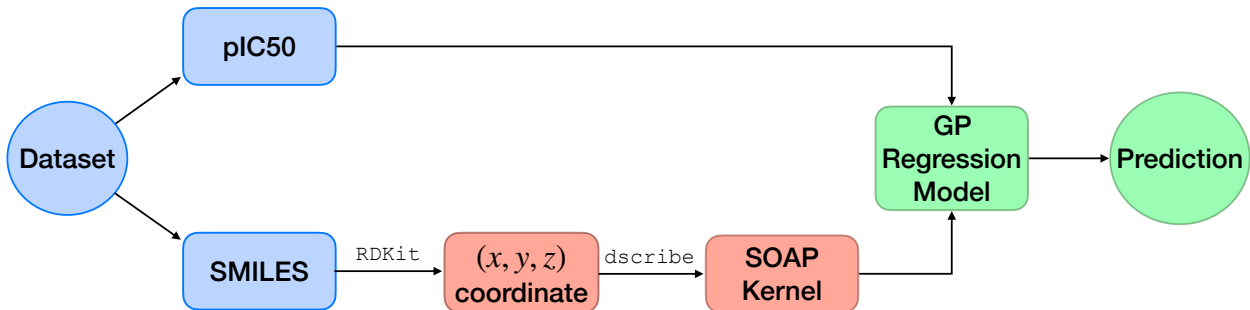 pIC50
Dataset
SMILES
RDKit
(x, y, z)
coordinate
dscribe
SOAP
Kernel
GP
Regression
Model
Prediction